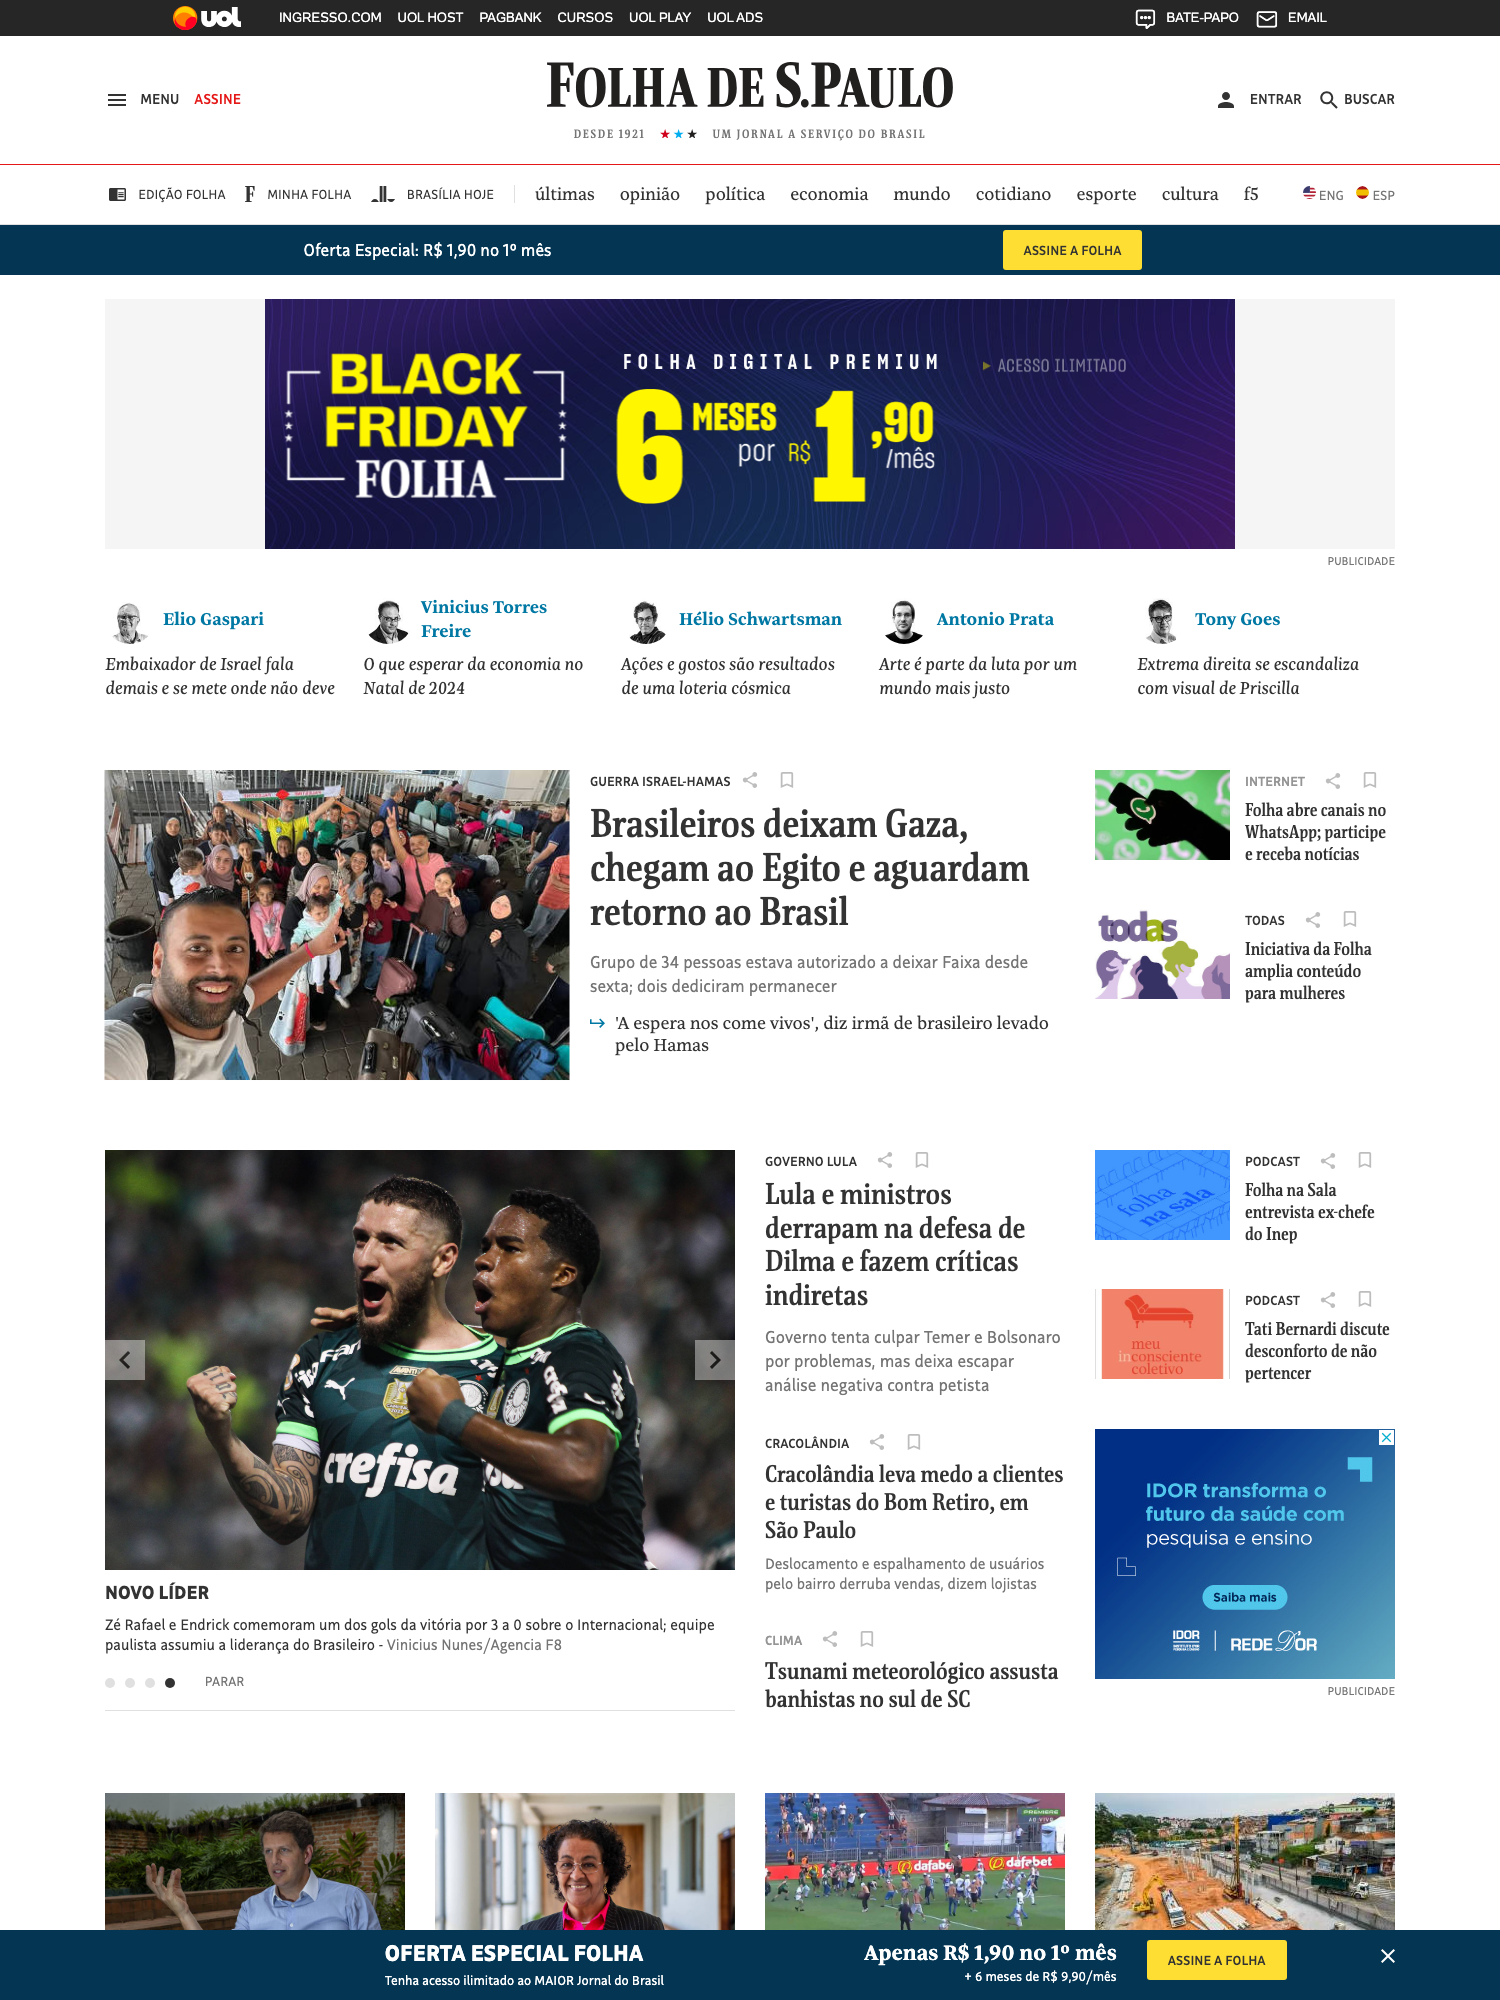 uol INGRESSO.COM UOL HOST PAGBANK CURSOS UOL PLAY UOL ADS BATE-PAPO EMAIL
MENU ASSINE
FOLHA DE S.PAULO
DESDE 1921 ★★★ UM JORNAL A SERVIÇO DO BRASIL
ENTRAR BUSCAR
EDIÇÃO FOLHA F MINHA FOLHA BRASÍLIA HOJE últimas opinião política economia mundo cotidiano esporte cultura f5 ENG ESP
Oferta Especial: R$ 1,90 no 1º mês ASSINE A FOLHA
BLACK
FRIDAY
FOLHA
FOLHA DIGITAL PREMIUM
6 MESES
por R$ 1,90
/mês
ACESSO ILIMITADO
PUBLICIDADE
Elio Gaspari
Embaixador de Israel fala
demais e se mete onde não deve
Vinicius Torres
Freire
O que esperar da economia no
Natal de 2024
Hélio Schwartsman
Ações e gostos são resultados
de uma loteria cósmica
Antonio Prata
Arte é parte da luta por um
mundo mais justo
Tony Goes
Extrema direita se escandaliza
com visual de Priscilla
GUERRA ISRAEL-HAMAS
Brasileiros deixam Gaza,
chegam ao Egito e aguardam
retorno ao Brasil
Grupo de 34 pessoas estava autorizado a deixar Faixa desde
sexta; dois dediciram permanecer
'A espera nos come vivos', diz irmã de brasileiro levado
pelo Hamas
INTERNET
Folha abre canais no
WhatsApp; participe
e receba notícias
todas
TODAS
Iniciativa da Folha
amplia conteúdo
para mulheres
crefisa
NOVO LÍDER
Zé Rafael e Endrick comemoram um dos gols da vitória por 3 a 0 sobre o Internacional; equipe
paulista assumiu a liderança do Brasileiro - Vinicius Nunes/Agencia F8
PARAR
GOVERNO LULA
Lula e ministros
derrapam na defesa de
Dilma e fazem críticas
indiretas
Governo tenta culpar Temer e Bolsonaro
por problemas, mas deixa escapar
análise negativa contra petista
CRACOLÂNDIA
Cracolândia leva medo a clientes
e turistas do Bom Retiro, em
São Paulo
Deslocamento e espalhamento de usuários
pelo bairro derruba vendas, dizem lojistas
CLIMA
Tsunami meteorológico assusta
banhistas no sul de SC
folha
na sala
PODCAST
Folha na Sala
entrevista ex-chefe
do Inep
meu
inconsciente
coletivo
PODCAST
Tati Bernardi discute
desconforto de não
pertencer
IDOR transforma o
futuro da saúde com
pesquisa e ensino
Saiba mais
IDOR REDE D'OR
PUBLICIDADE
PREMIERE
AO VIVO
dafabet dafabet
OFERTA ESPECIAL FOLHA
Tenha acesso ilimitado ao MAIOR Jornal do Brasil
Apenas R$ 1,90 no 1º mês
+ 6 meses de R$ 9,90/mês
ASSINE A FOLHA